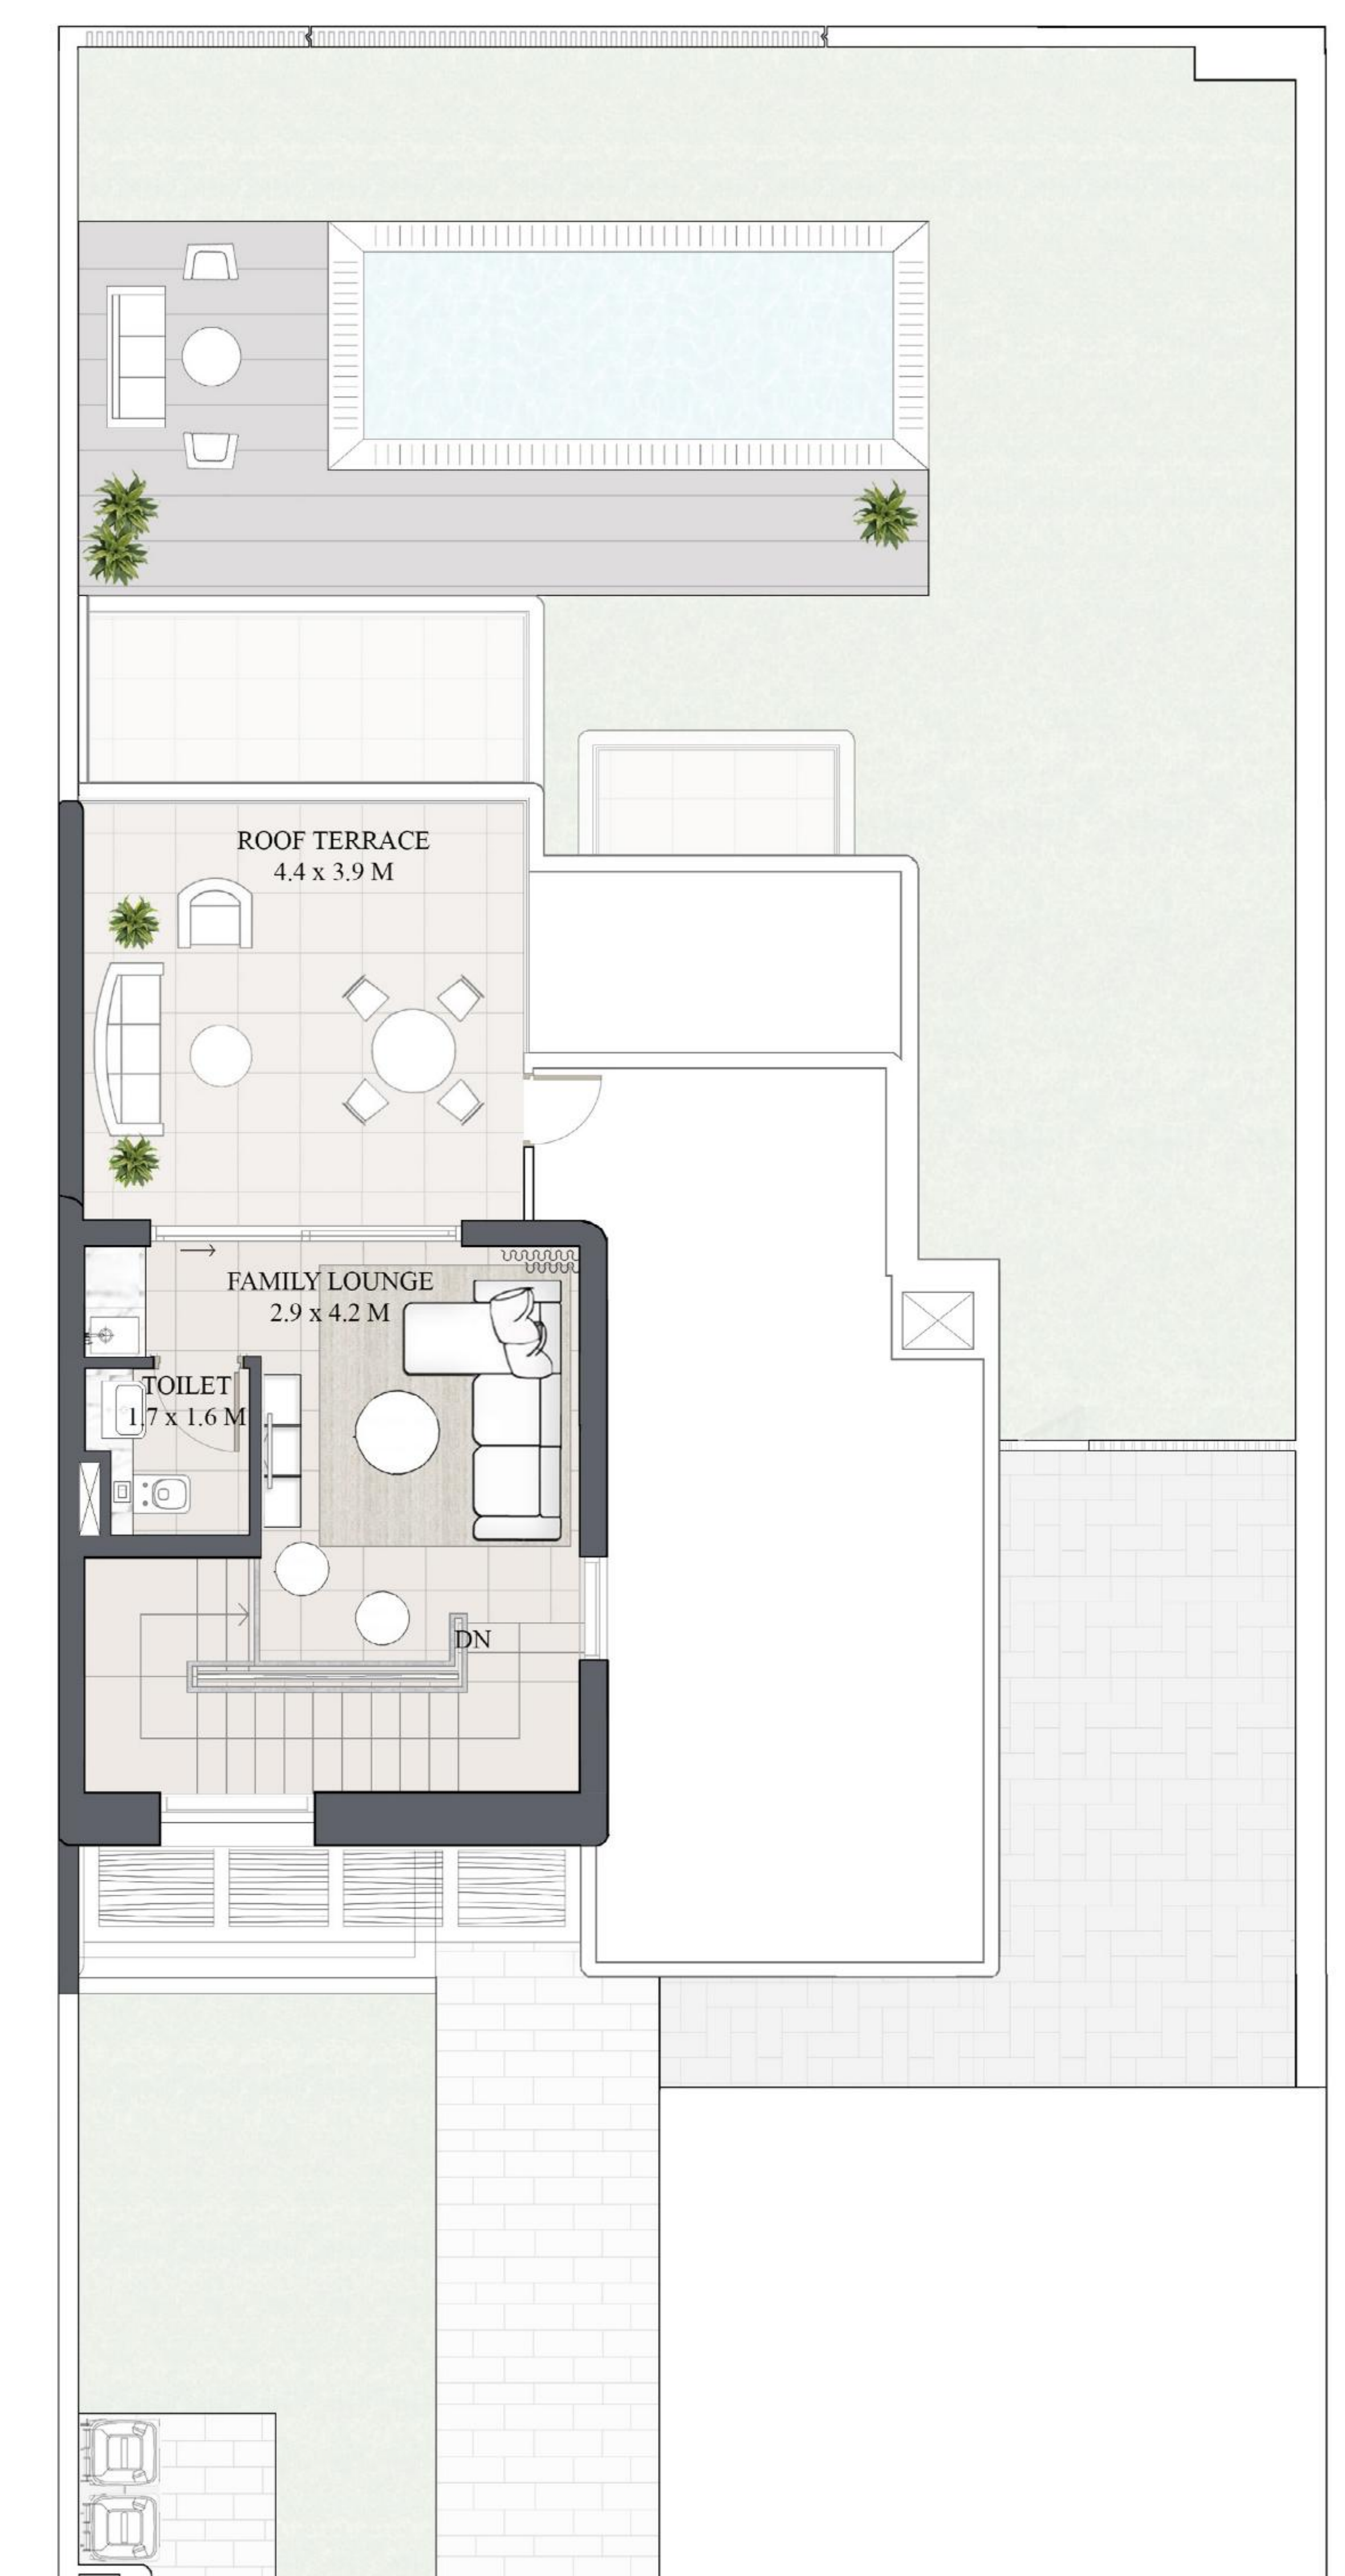 ROOF TERRACE
4.4 x 3.9 M
FAMILY LOUNGE
2.9 x 4.2 M
TOILET
1.7 x 1.6 M
DN